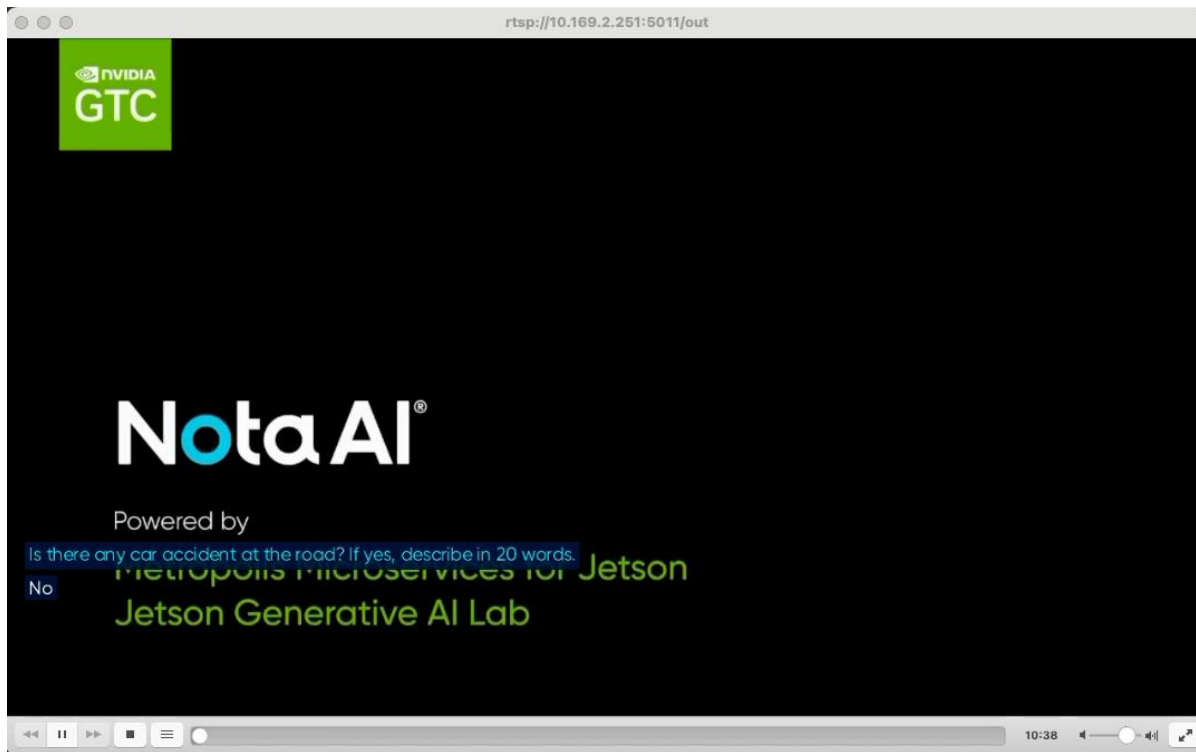 rtsp://10.169.2.251:5011/out
NVIDIA
GTC
Nota AI®
Powered by
Is there any car accident at the road? If yes, describe in 20 words.
Metropolis Microservices for Jetson
No
Jetson Generative AI Lab
10:38